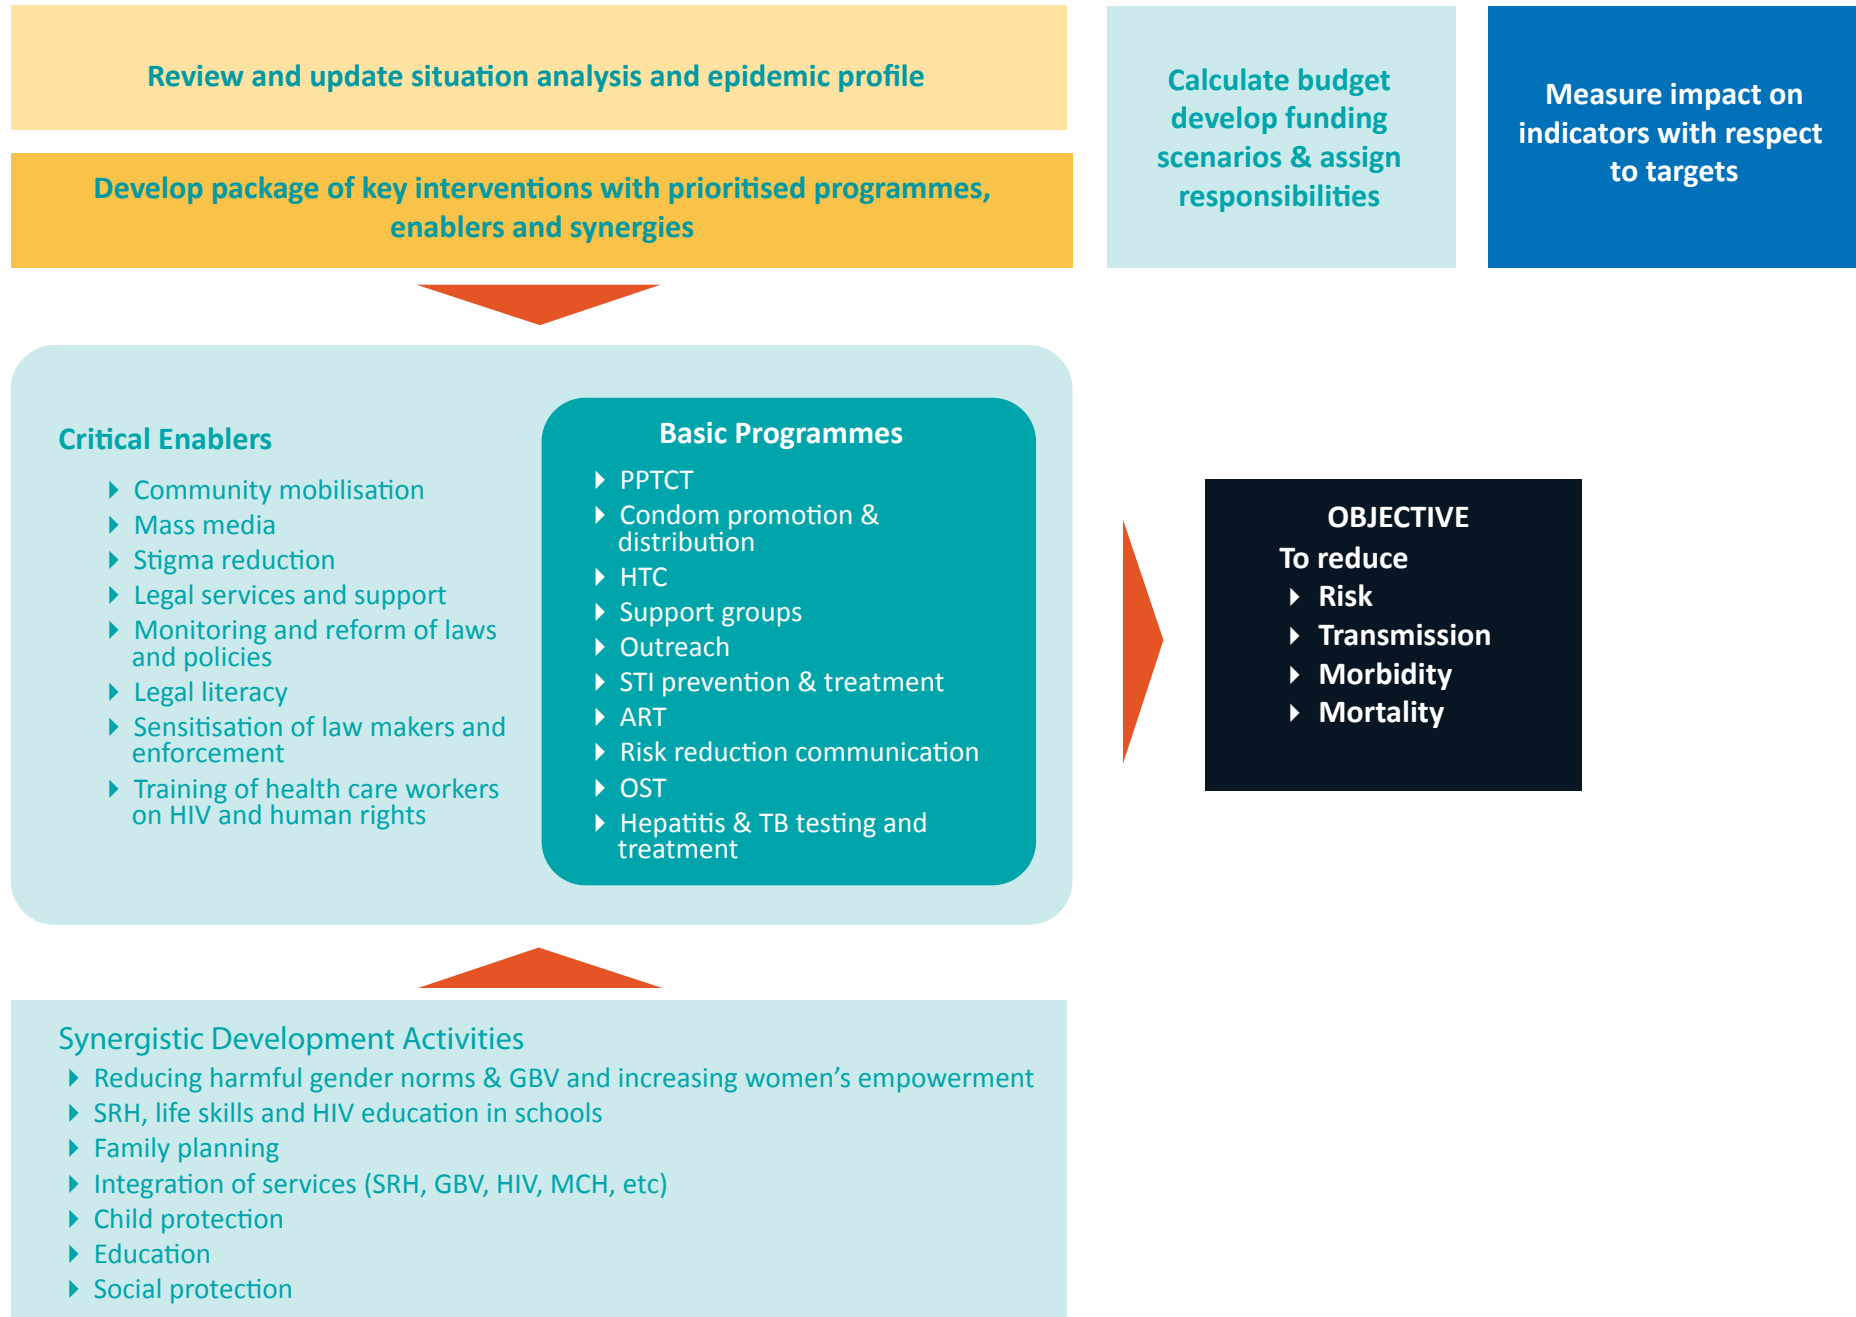 Review and update situation analysis and epidemic profile
Develop package of key interventions with prioritised programmes,
enablers and synergies
Calculate budget
develop funding
scenarios & assign
responsibilities
Measure impact on
indicators with respect
to targets
Critical Enablers
Community mobilisation
Mass media
Stigma reduction
Legal services and support
Monitoring and reform of laws
and policies
Legal literacy
Sensitisation of law makers and
enforcement
Training of health care workers
on HIV and human rights
Basic Programmes
PPTCT
Condom promotion &
distribution
HTC
Support groups
Outreach
STI prevention & treatment
ART
Risk reduction communication
OST
Hepatitis & TB testing and
treatment
OBJECTIVE
To reduce
Risk
Transmission
Morbidity
Mortality
Synergistic Development Activities
Reducing harmful gender norms & GBV and increasing women’s empowerment
SRH, life skills and HIV education in schools
Family planning
Integration of services (SRH, GBV, HIV, MCH, etc)
Child protection
Education
Social protection